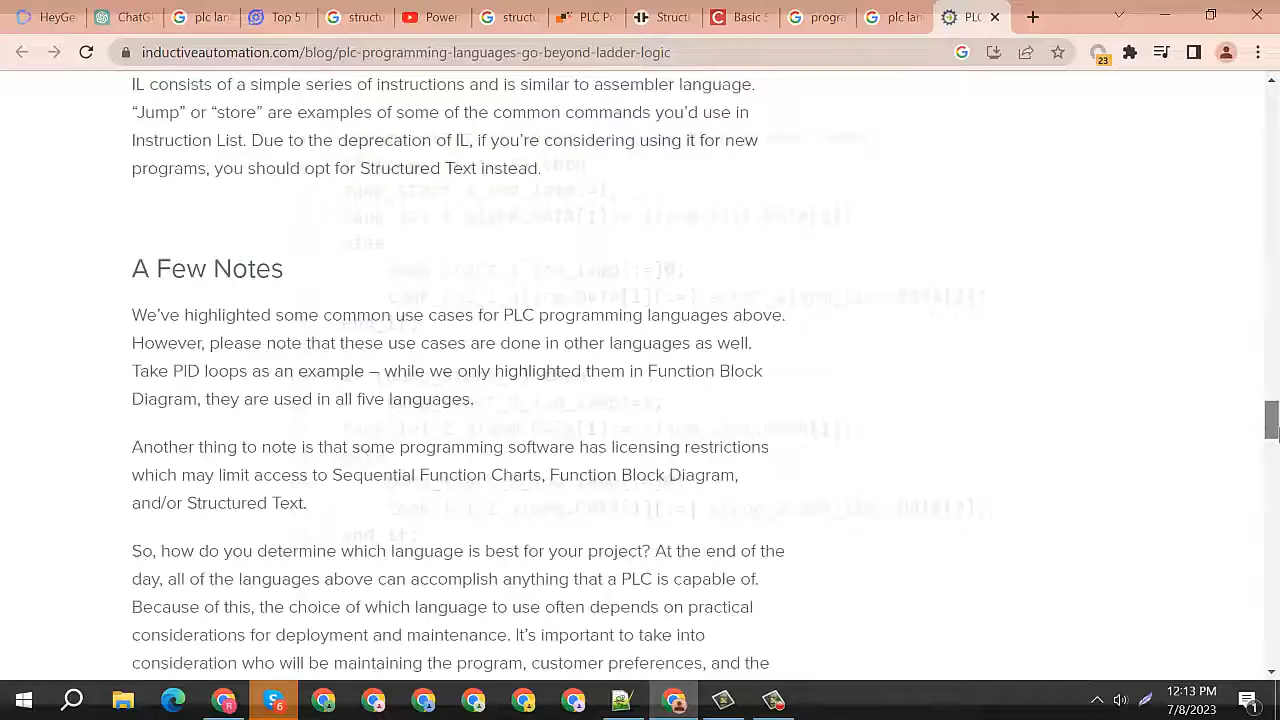 HeyGe
ChatG
plc lan
Top 5
structu
Power
structu
PLC P
Structu
Basic S
progra
plc lan
PLC
inductiveautomation.com/blog/plc-programming-languages-go-beyond-ladder-logic
23
IL consists of a simple series of instructions and is similar to assembler language.
“Jump” or “store” are examples of some of the common commands you’d use in
Instruction List. Due to the deprecation of IL, if you’re considering using it for new
programs, you should opt for Structured Text instead.
else
A Few Notes
We’ve highlighted some common use cases for PLC programming languages above.
However, please note that these use cases are done in other languages as well.
Take PID loops as an example – while we only highlighted them in Function Block
Diagram, they are used in all five languages.
Another thing to note is that some programming software has licensing restrictions
which may limit access to Sequential Function Charts, Function Block Diagram,
and/or Structured Text.
end_if;
So, how do you determine which language is best for your project? At the end of the
day, all of the languages above can accomplish anything that a PLC is capable of.
Because of this, the choice of which language to use often depends on practical
considerations for deployment and maintenance. It’s important to take into
consideration who will be maintaining the program, customer preferences, and the
12:13 PM
7/8/2023